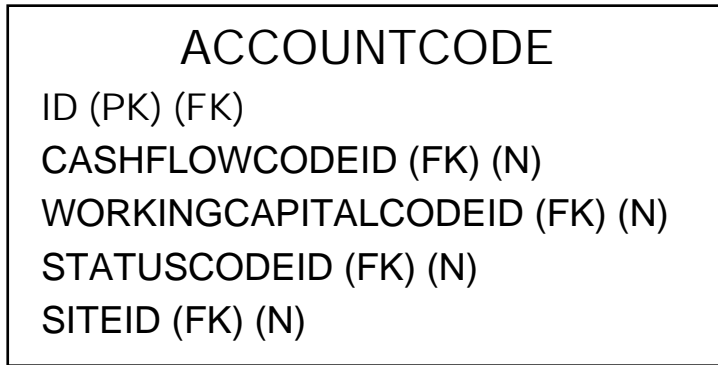 ACCOUNTCODE
ID (PK) (FK)
CASHFLOWCODEID (FK) (N)
WORKINGCAPITALCODEID (FK) (N)
STATUSCODEID (FK) (N)
SITEID (FK) (N)